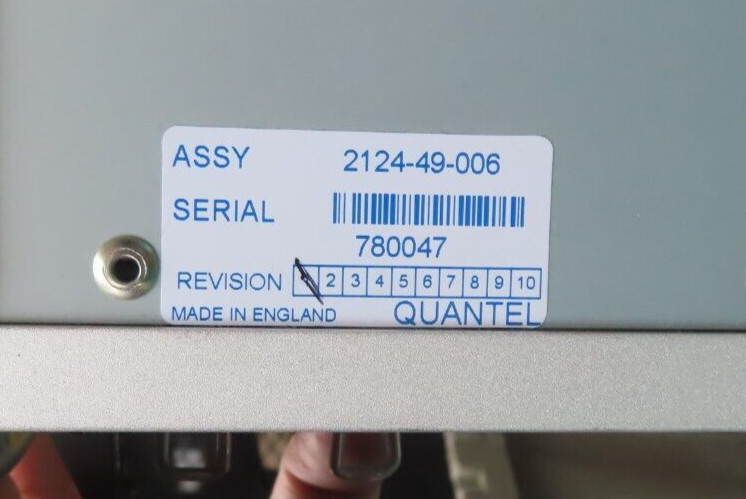 ASSY 2124-49-006
SERIAL
780047
REVISION 2 3 4 5 6 7 8 9 10
MADE IN ENGLAND QUANTEL